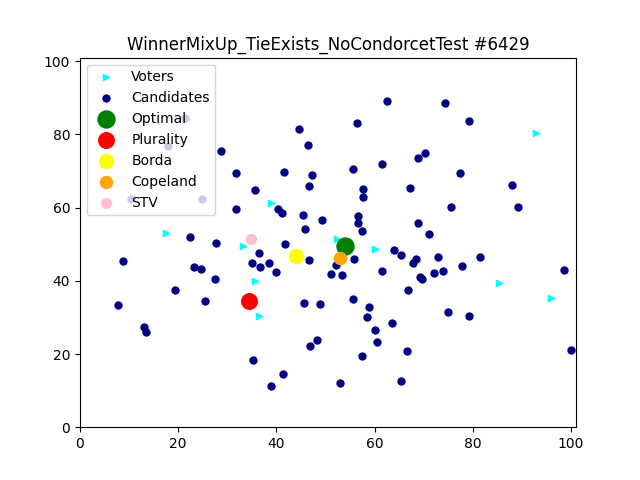 WinnerMixUp_TieExists_NoCondorcetTest #6429
Voters
Candidates
Optimal
Plurality
Borda
Copeland
STV
100
80
60
40
20
0
0 20 40 60 80 100